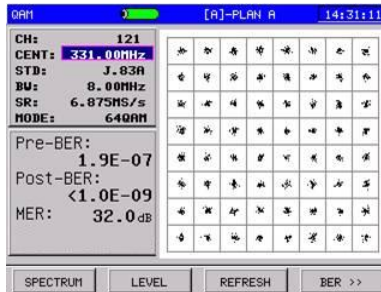 QAM [A]-PLAN A 14:31:11
CH: 121
CENT: 331.00MHz
STD: J.83A
BW: 8.00MHz
SR: 6.875MS/s
MODE: 64QAM
Pre-BER:
1.9E-07
Post-BER:
<1.0E-09
MER: 32.0dB
SPECTRUM LEVEL REFRESH BER >>